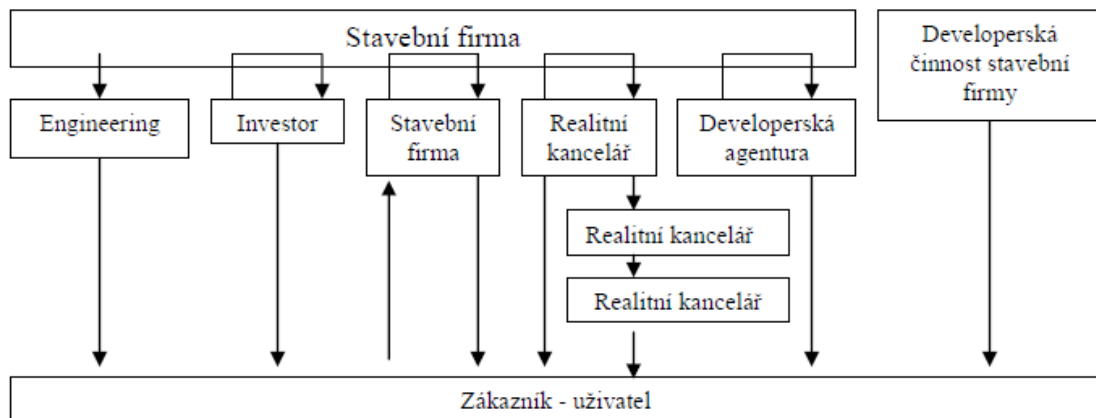 Stavební firma
Developerská
činnost stavební
firmy
Engineering
Investor
Stavební
firma
Realitní
kancelář
Developerská
agentura
Realitní kancelář
Realitní kancelář
Zákazník - uživatel